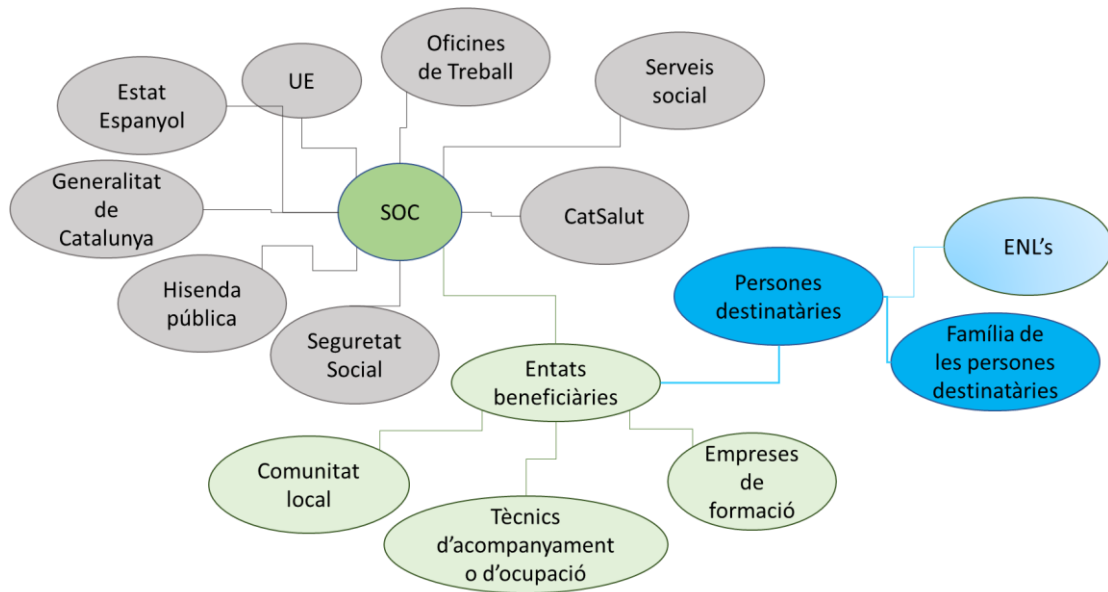 Oficines
de Treball
UE
Serveis
social
Estat
Espanyol
Generalitat
de
Catalunya
SOC
CatSalut
ENL's
Persones
destinatàries
Hisenda
pública
Seguretat
Social
Família de
les persones
destinatàries
Entats
beneficiàries
Comunitat
local
Empreses
de
formació
Tècnics
d'acompanyament
o d'ocupació